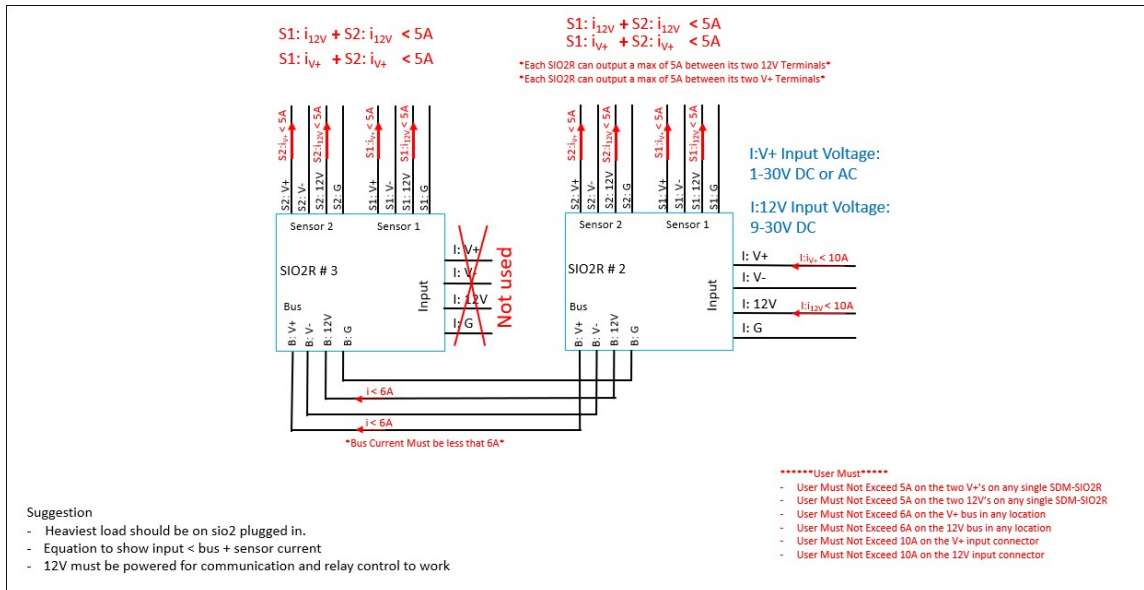 S1: i12V + S2: i12V < 5A
S1: iV+ + S2: iV+ < 5A
S1: i12V + S2: i12V < 5A
S1: iV+ + S2: iV+ < 5A
*Each SIO2R can output a max of 5A between its two 12V Terminals*
*Each SIO2R can output a max of 5A between its two V+ Terminals*
S2:iV+ < 5A
S2:i12V < 5A
S1:iV+ < 5A
S1:i12V < 5A
S2: V+
S2: V-
S2: 12V
S2: G
S1: V+
S1: V-
S1: 12V
S1: G
Sensor 2
Sensor 1
SIO2R # 3
Bus
Input
I: V+
I: V-
I: 12V
I: G
Not used
B: V+
B: V-
B: 12V
B: G
S2:iV+ < 5A
S2:i12V < 5A
S1:iV+ < 5A
S1:i12V < 5A
S2: V+
S2: V-
S2: 12V
S2: G
S1: V+
S1: V-
S1: 12V
S1: G
Sensor 2
Sensor 1
SIO2R # 2
Bus
Input
I: V+
I: V-
I: 12V
I: G
I:iV+ < 10A
I:i12V < 10A
B: V+
B: V-
B: 12V
B: G
I:V+ Input Voltage:
1-30V DC or AC
I:12V Input Voltage:
9-30V DC
i < 6A
i < 6A
*Bus Current Must be less that 6A*
******User Must*****
- User Must Not Exceed 5A on the two V+'s on any single SDM-SIO2R
- User Must Not Exceed 5A on the two 12V's on any single SDM-SIO2R
- User Must Not Exceed 6A on the V+ bus in any location
- User Must Not Exceed 6A on the 12V bus in any location
- User Must Not Exceed 10A on the V+ input connector
- User Must Not Exceed 10A on the 12V input connector
Suggestion
- Heaviest load should be on sio2 plugged in.
- Equation to show input < bus + sensor current
- 12V must be powered for communication and relay control to work